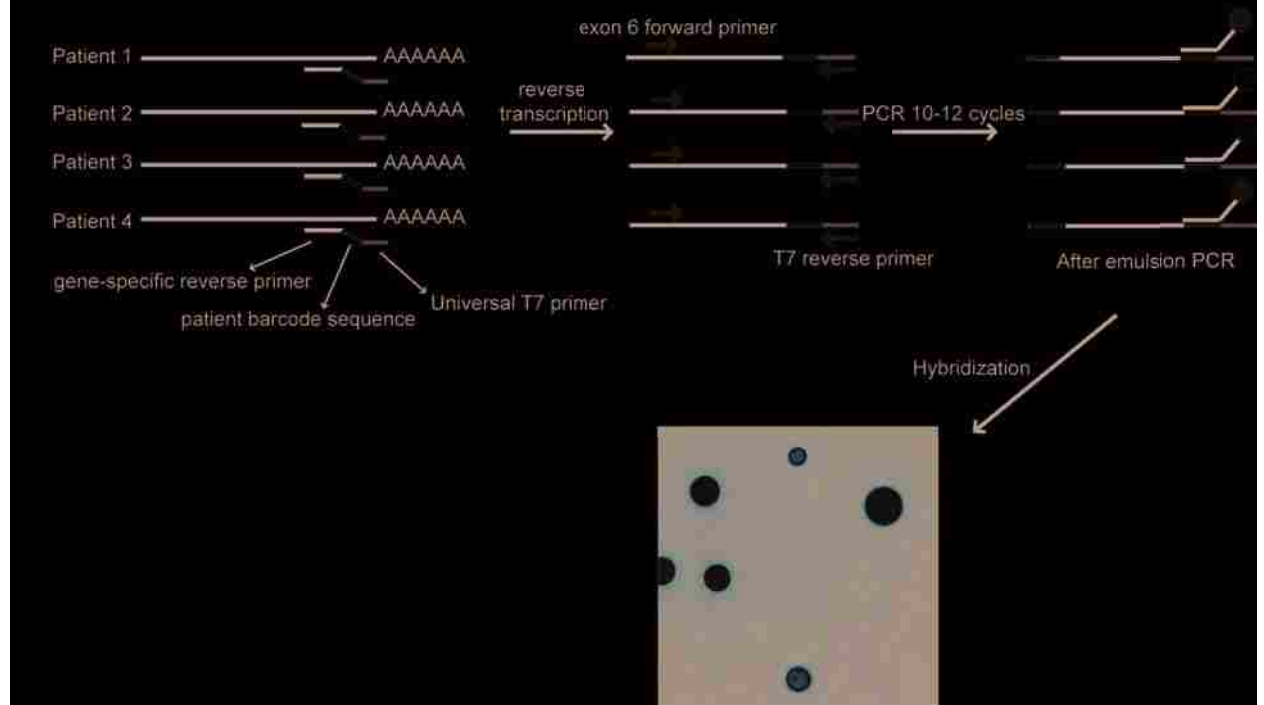 exon 6 forward primer
Patient 1
AAAAAA
reverse
transcription
Patient 2
AAAAAA
PCR 10-12 cycles
Patient 3
AAAAAA
Patient 4
AAAAAA
T7 reverse primer
After emulsion PCR
gene-specific reverse primer
Universal T7 primer
patient barcode sequence
Hybridization